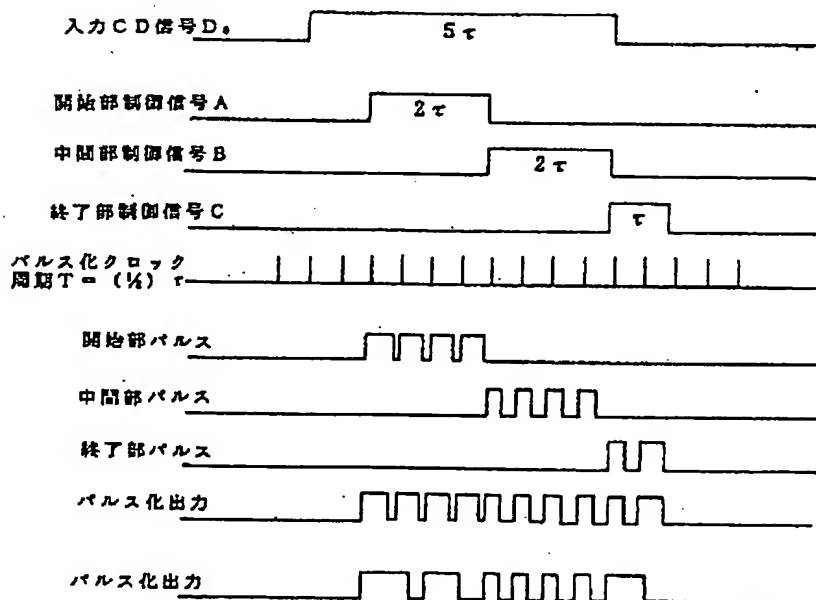 入力CD信号D₀
5τ
開始部制御信号A
2τ
中間部制御信号B
2τ
終了部制御信号C
τ
パルス化クロック
周期T=(½)τ
開始部パルス
中間部パルス
終了部パルス
パルス化出力
パルス化出力